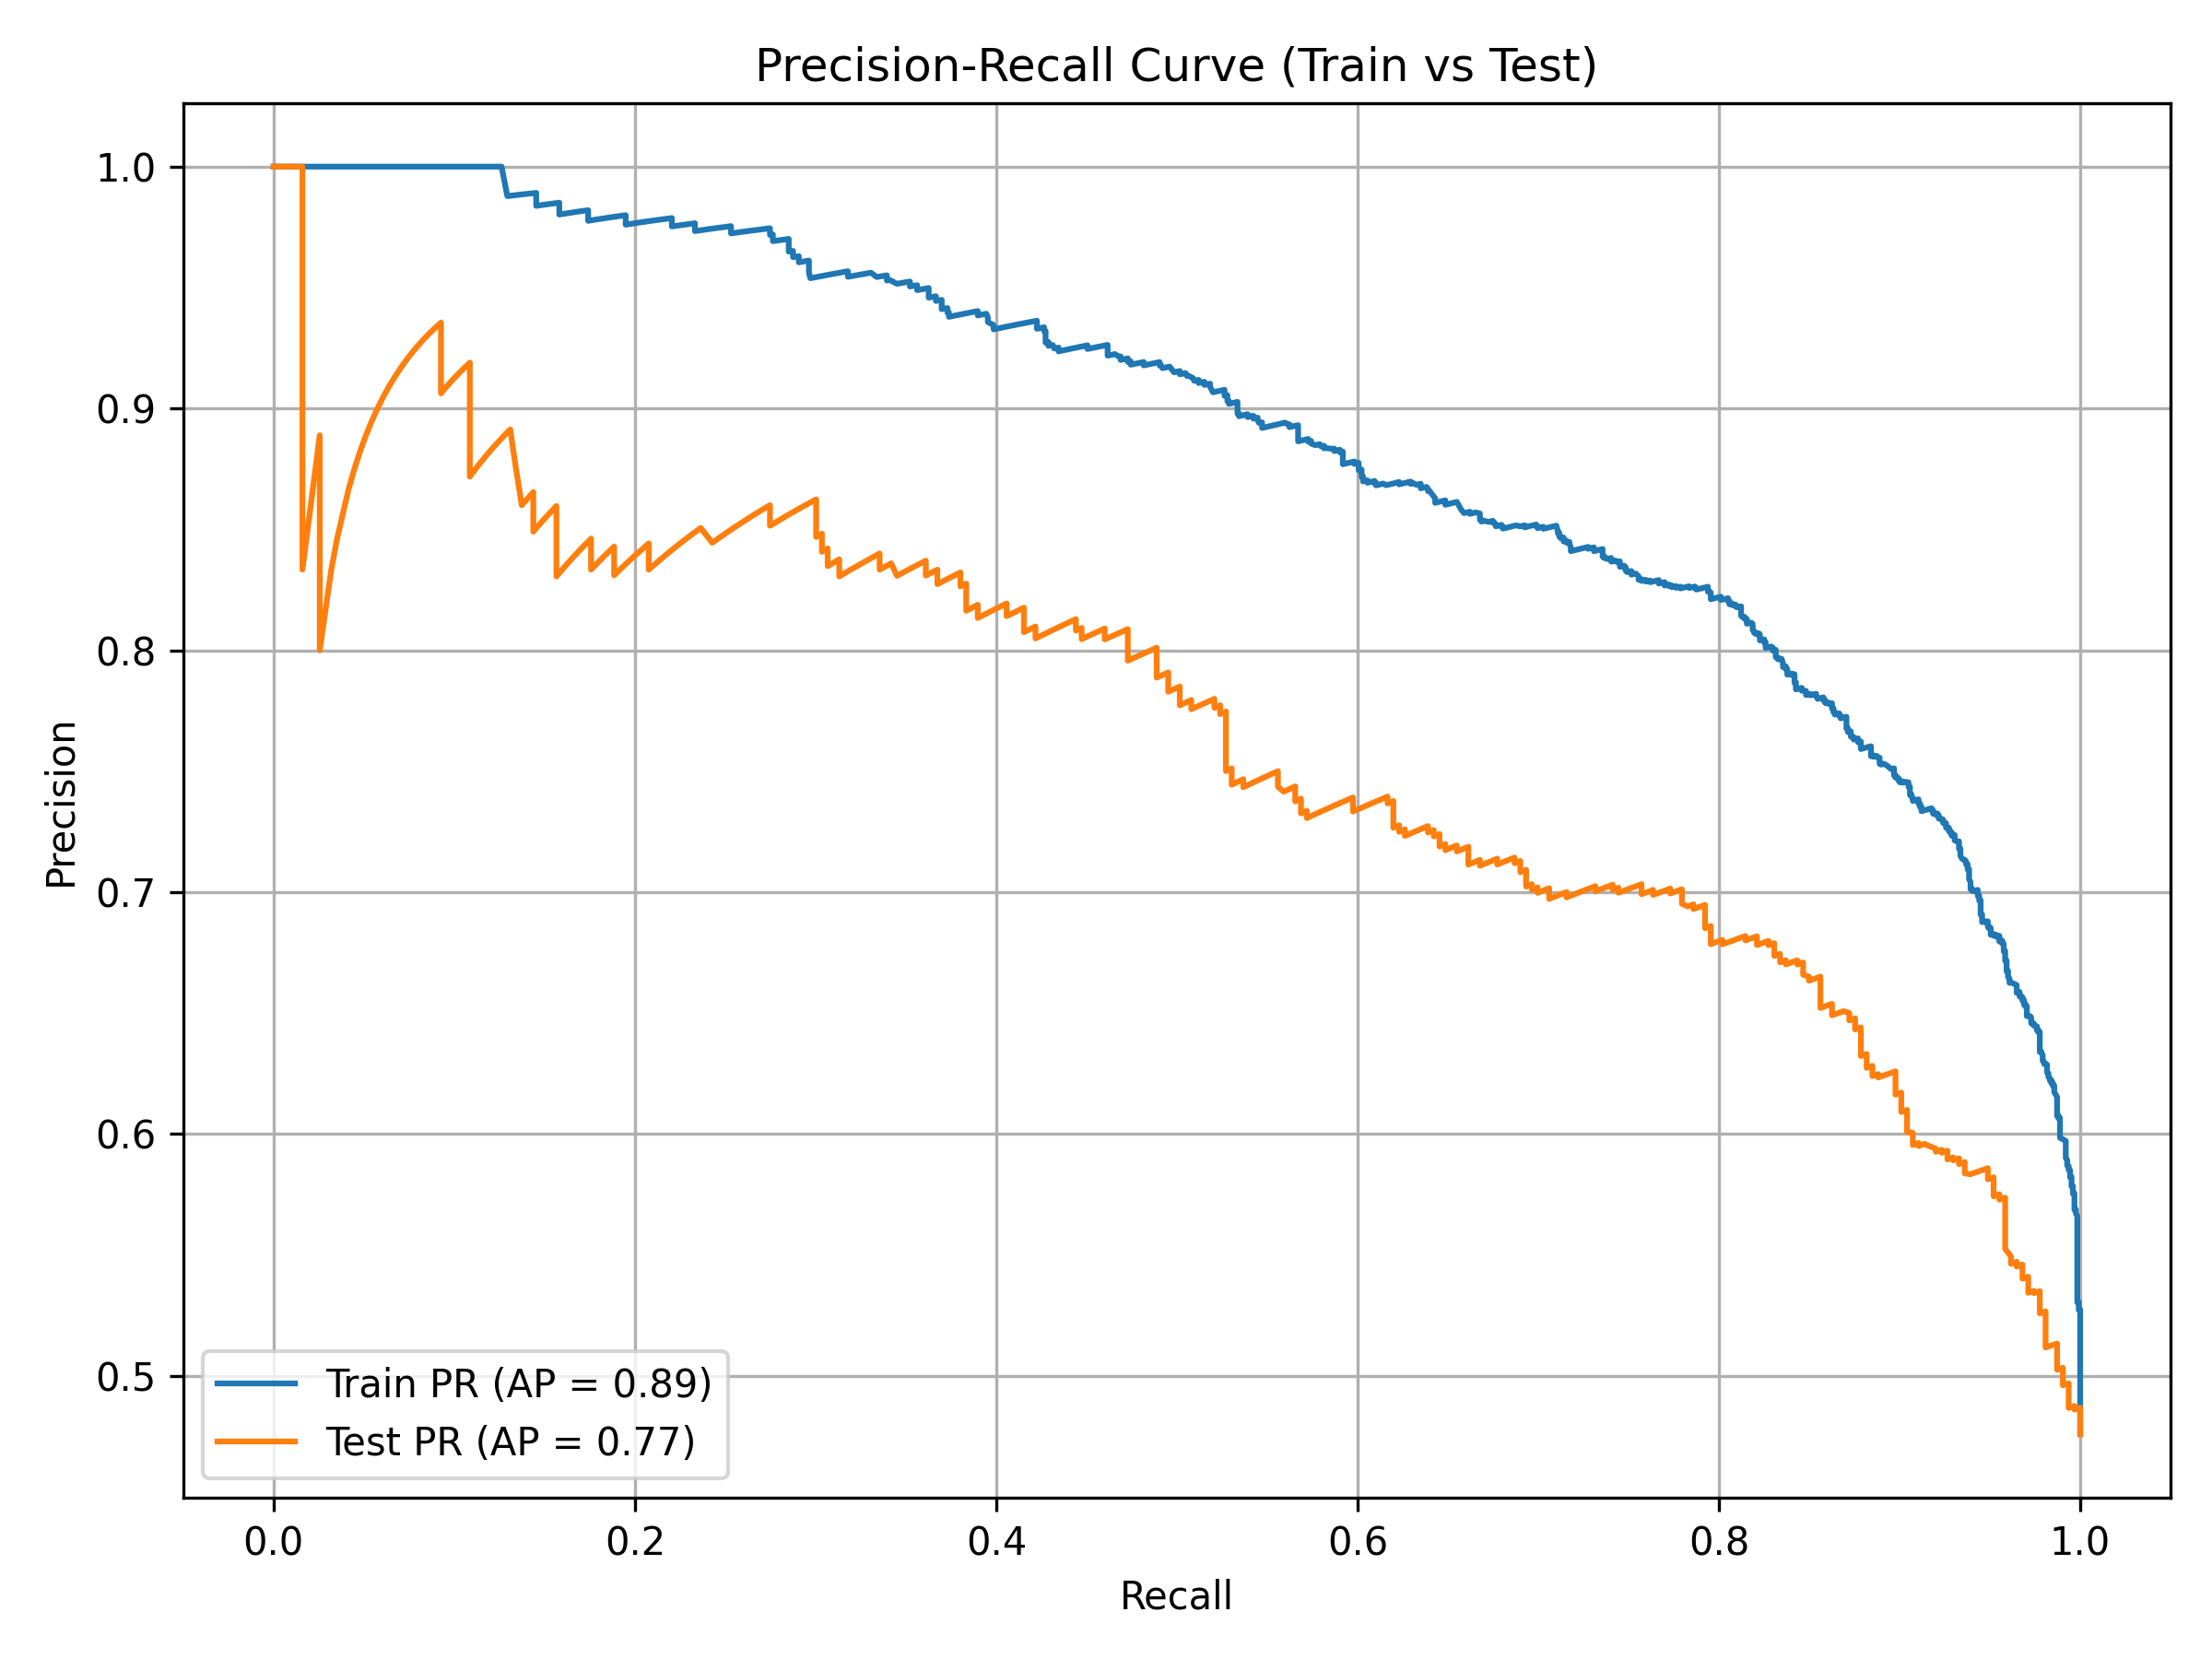 Precision-Recall Curve (Train vs Test)
1.0
0.9
0.8
0.7
0.6
0.5
Precision
Train PR (AP = 0.89)
Test PR (AP = 0.77)
0.0
0.2
0.4
0.6
0.8
1.0
Recall